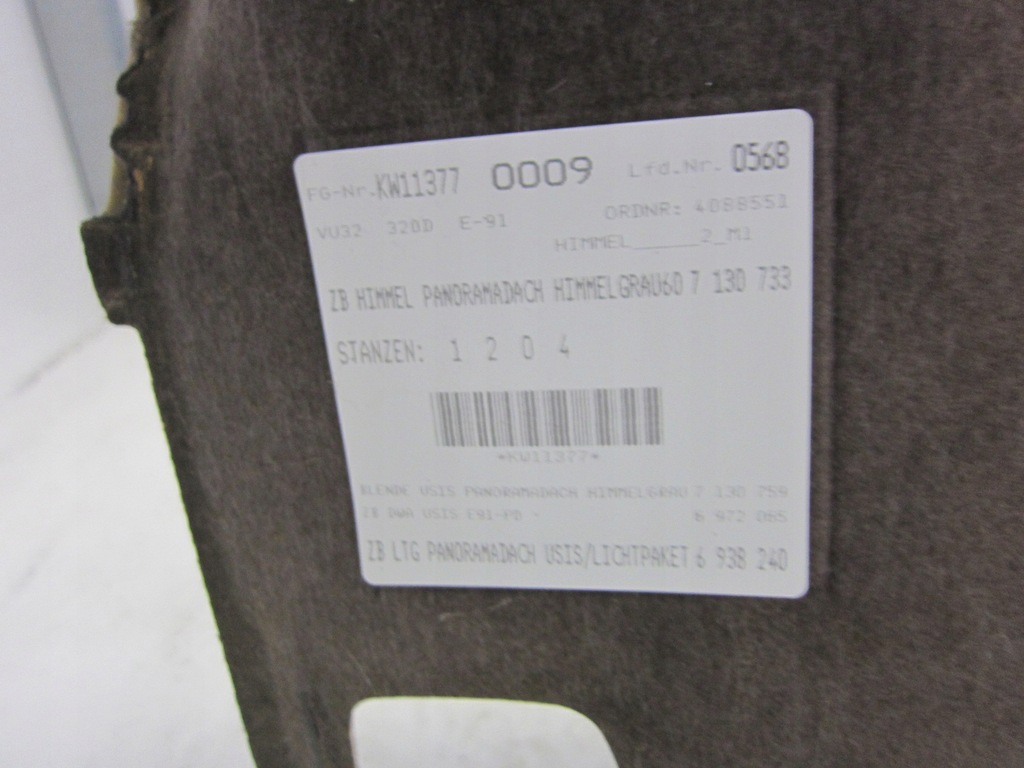 FG-Nr. KW11377 0009 Lfd.Nr. 0568
VU32 320D E-91 ORDNR: 4088551
HIMMEL_____2_M1
ZB HIMMEL PANORAMADACH HIMMELGRAU60 7 130 733
STANZEN: 1 2 0 4
*KW11377*
BLENDE USIS PANORAMADACH HIMMELGRAU 7 130 759
ZB DWA USIS E91-PD - 6 972 065
ZB LTG PANORAMADACH USIS/LICHTPAKET 6 938 240